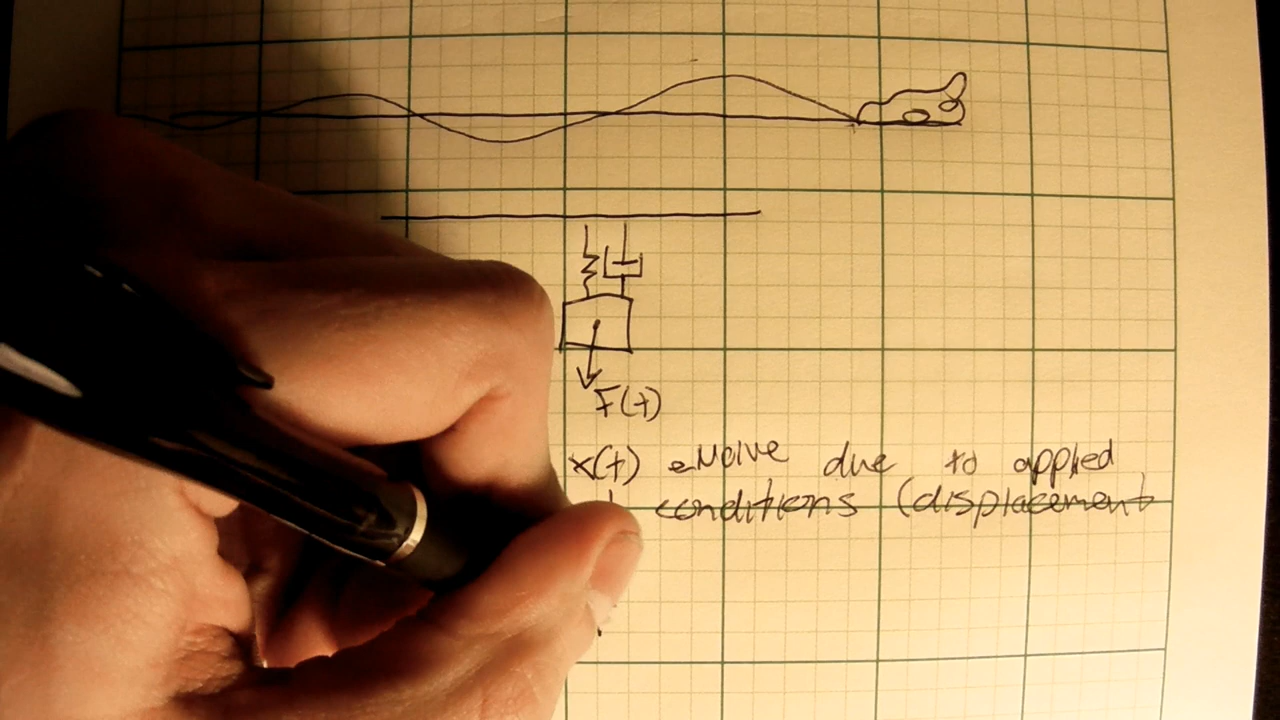 F(t)
x(t) evolve due to applied
conditions (displacement